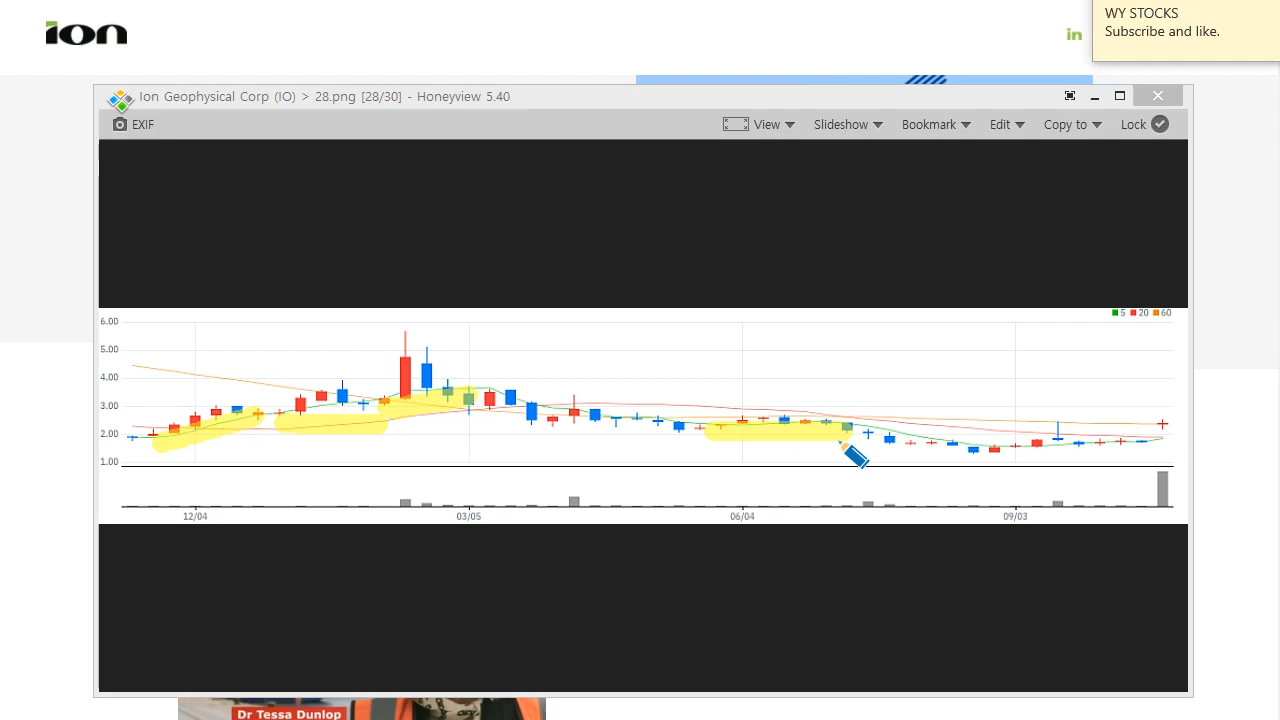 ion
in
WY STOCKS
Subscribe and like.
Ion Geophysical Corp (IO) > 28.png [28/30] - Honeyview 5.40
EXIF
View
Slideshow
Bookmark
Edit
Copy to
Lock
5 20 60
6.00
5.00
4.00
3.00
2.00
1.00
12/04 03/05 06/04 09/03
Dr Tessa Dunlop